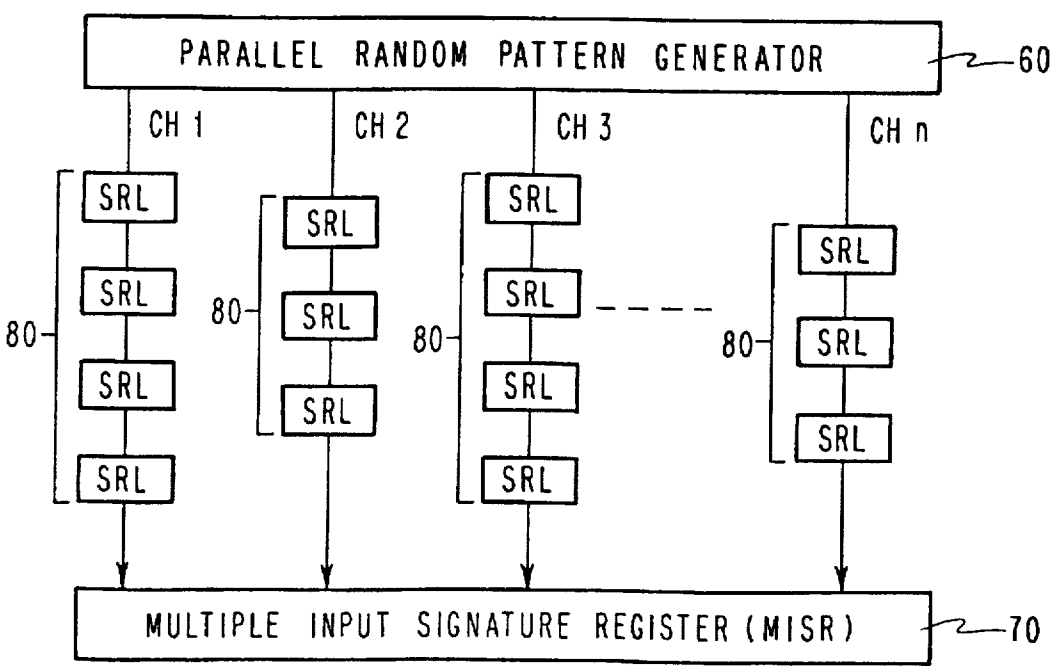 PARALLEL RANDOM PATTERN GENERATOR
60
CH 1
CH 2
CH 3
CH n
SRL
SRL
SRL
SRL
80
SRL
SRL
SRL
80
SRL
SRL
SRL
SRL
80
SRL
SRL
SRL
80
MULTIPLE INPUT SIGNATURE REGISTER (MISR)
70